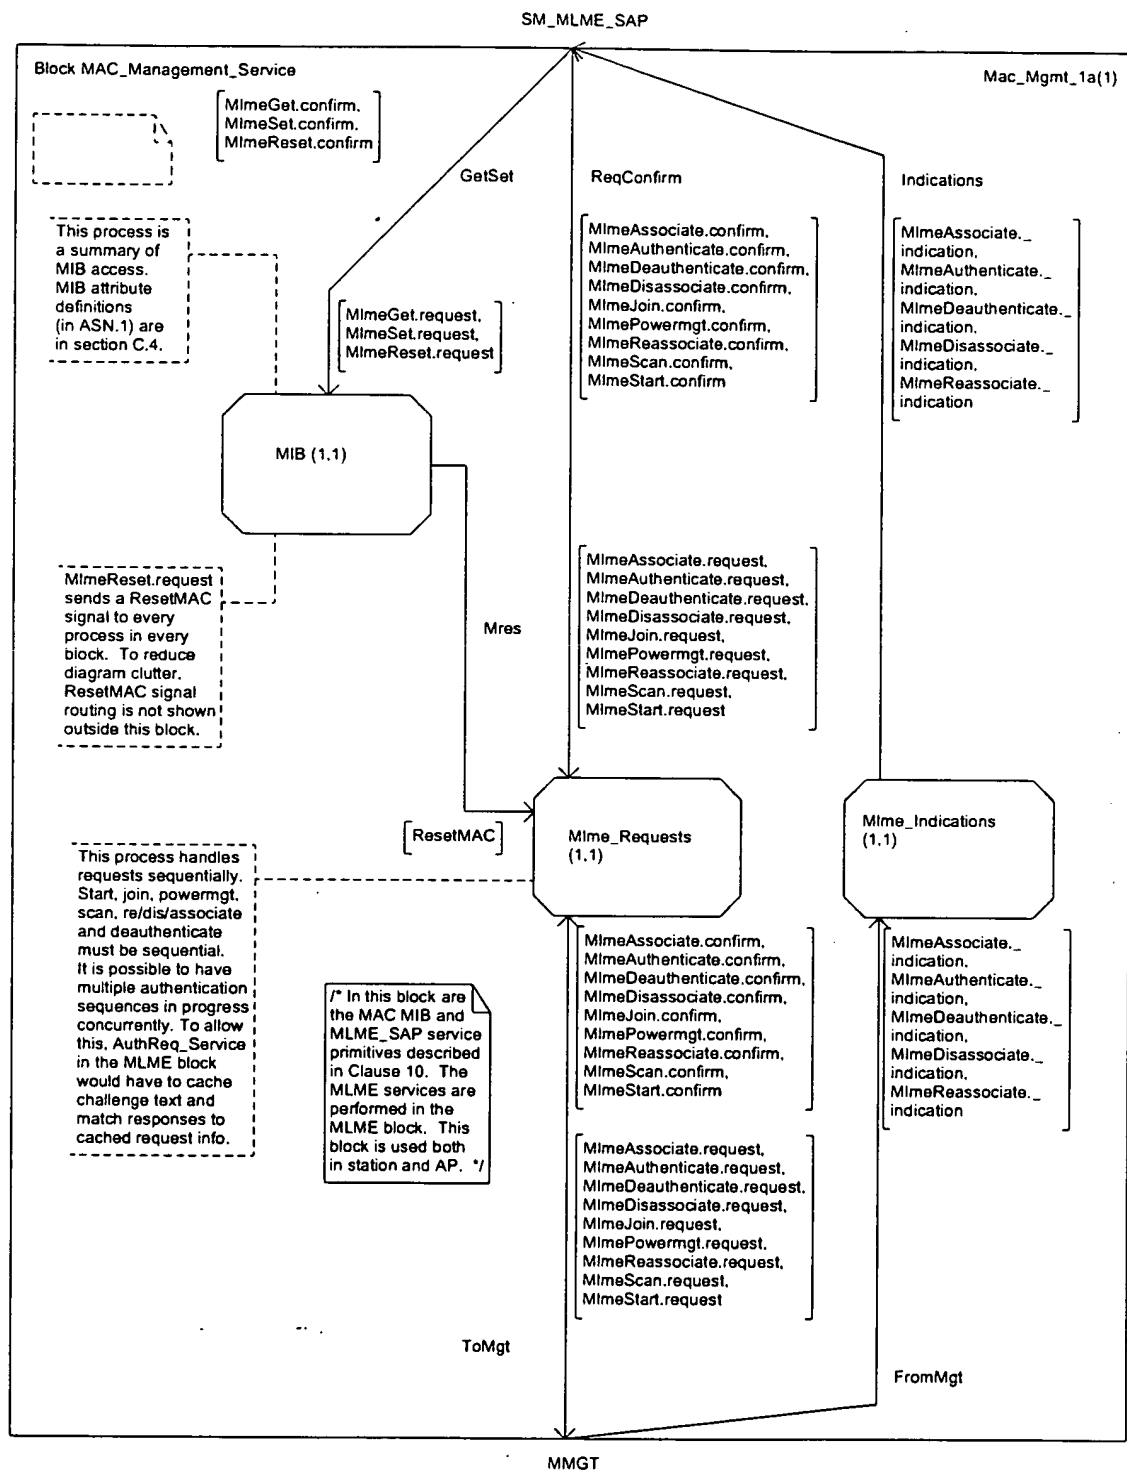 SM_MLME_SAP
Block MAC_Management_Service
Mac_Mgmt_1a(1)
MlmeGet.confirm,
MlmeSet.confirm,
MlmeReset.confirm
GetSet
ReqConfirm
Indications
This process is
a summary of
MIB access.
MIB attribute
definitions
(in ASN.1) are
in section C.4.
MlmeGet.request,
MlmeSet.request,
MlmeReset.request
MlmeAssociate.confirm,
MlmeAuthenticate.confirm,
MlmeDeauthenticate.confirm,
MlmeDisassociate.confirm,
MlmeJoin.confirm,
MlmePowermgt.confirm,
MlmeReassociate.confirm,
MlmeScan.confirm,
MlmeStart.confirm
MlmeAssociate._
indication,
MlmeAuthenticate._
indication,
MlmeDeauthenticate._
indication,
MlmeDisassociate._
indication,
MlmeReassociate._
indication
MIB (1,1)
MlmeReset.request
sends a ResetMAC
signal to every
process in every
block. To reduce
diagram clutter,
ResetMAC signal
routing is not shown
outside this block.
Mres
MlmeAssociate.request,
MlmeAuthenticate.request,
MlmeDeauthenticate.request,
MlmeDisassociate.request,
MlmeJoin.request,
MlmePowermgt.request,
MlmeReassociate.request,
MlmeScan.request,
MlmeStart.request
ResetMAC
Mlme_Requests
(1,1)
Mlme_Indications
(1,1)
This process handles
requests sequentially.
Start, join, powermgt,
scan, re/dis/associate
and deauthenticate
must be sequential.
It is possible to have
multiple authentication
sequences in progress
concurrently. To allow
this, AuthReq_Service
in the MLME block
would have to cache
challenge text and
match responses to
cached request info.
/* In this block are
the MAC MIB and
MLME_SAP service
primitives described
in Clause 10. The
MLME services are
performed in the
MLME block. This
block is used both
in station and AP. */
MlmeAssociate.confirm,
MlmeAuthenticate.confirm,
MlmeDeauthenticate.confirm,
MlmeDisassociate.confirm,
MlmeJoin.confirm,
MlmePowermgt.confirm,
MlmeReassociate.confirm,
MlmeScan.confirm,
MlmeStart.confirm
MlmeAssociate._
indication,
MlmeAuthenticate._
indication,
MlmeDeauthenticate._
indication,
MlmeDisassociate._
indication,
MlmeReassociate._
indication
MlmeAssociate.request,
MlmeAuthenticate.request,
MlmeDeauthenticate.request,
MlmeDisassociate.request,
MlmeJoin.request,
MlmePowermgt.request,
MlmeReassociate.request,
MlmeScan.request,
MlmeStart.request
ToMgt
FromMgt
MMGT